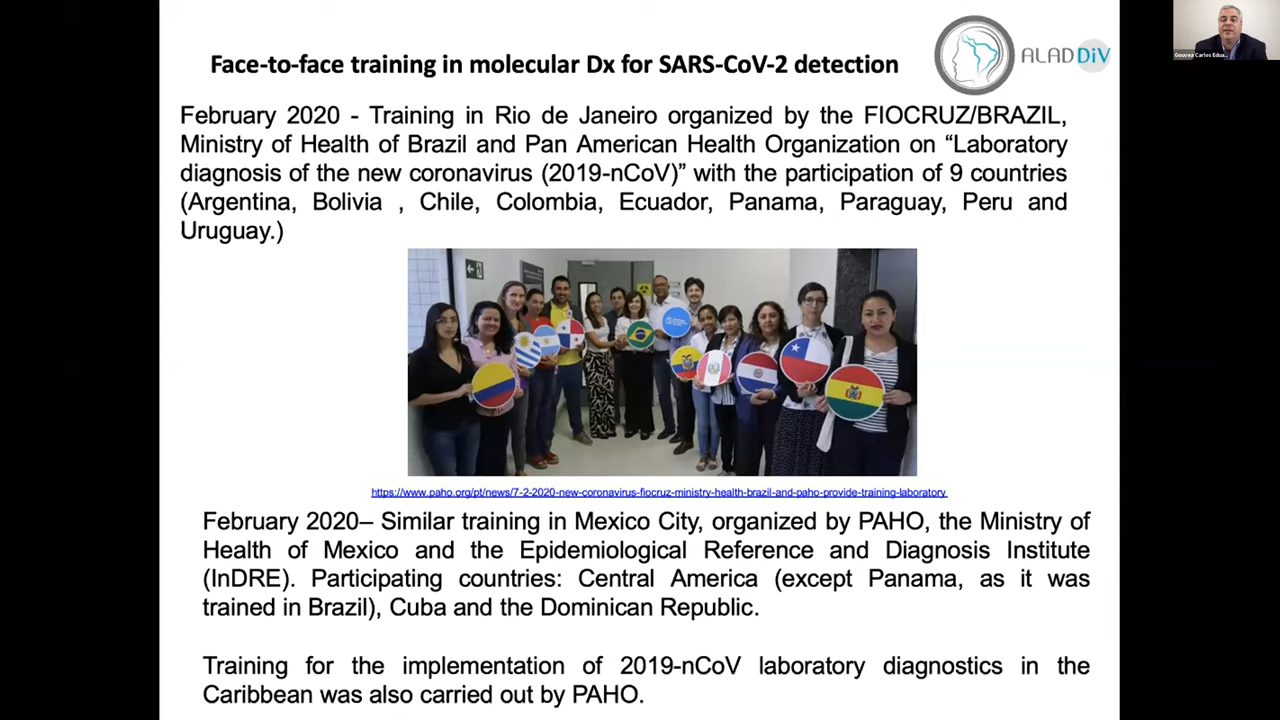 Face-to-face training in molecular Dx for SARS-CoV-2 detection
ALADDiV
Gouvea Carlos Edua...
February 2020 - Training in Rio de Janeiro organized by the FIOCRUZ/BRAZIL,
Ministry of Health of Brazil and Pan American Health Organization on “Laboratory
diagnosis of the new coronavirus (2019-nCoV)” with the participation of 9 countries
(Argentina, Bolivia , Chile, Colombia, Ecuador, Panama, Paraguay, Peru and
Uruguay.)
https://www.paho.org/pt/news/7-2-2020-new-coronavirus-fiocruz-ministry-health-brazil-and-paho-provide-training-laboratory
February 2020– Similar training in Mexico City, organized by PAHO, the Ministry of
Health of Mexico and the Epidemiological Reference and Diagnosis Institute
(InDRE). Participating countries: Central America (except Panama, as it was
trained in Brazil), Cuba and the Dominican Republic.
Training for the implementation of 2019-nCoV laboratory diagnostics in the
Caribbean was also carried out by PAHO.